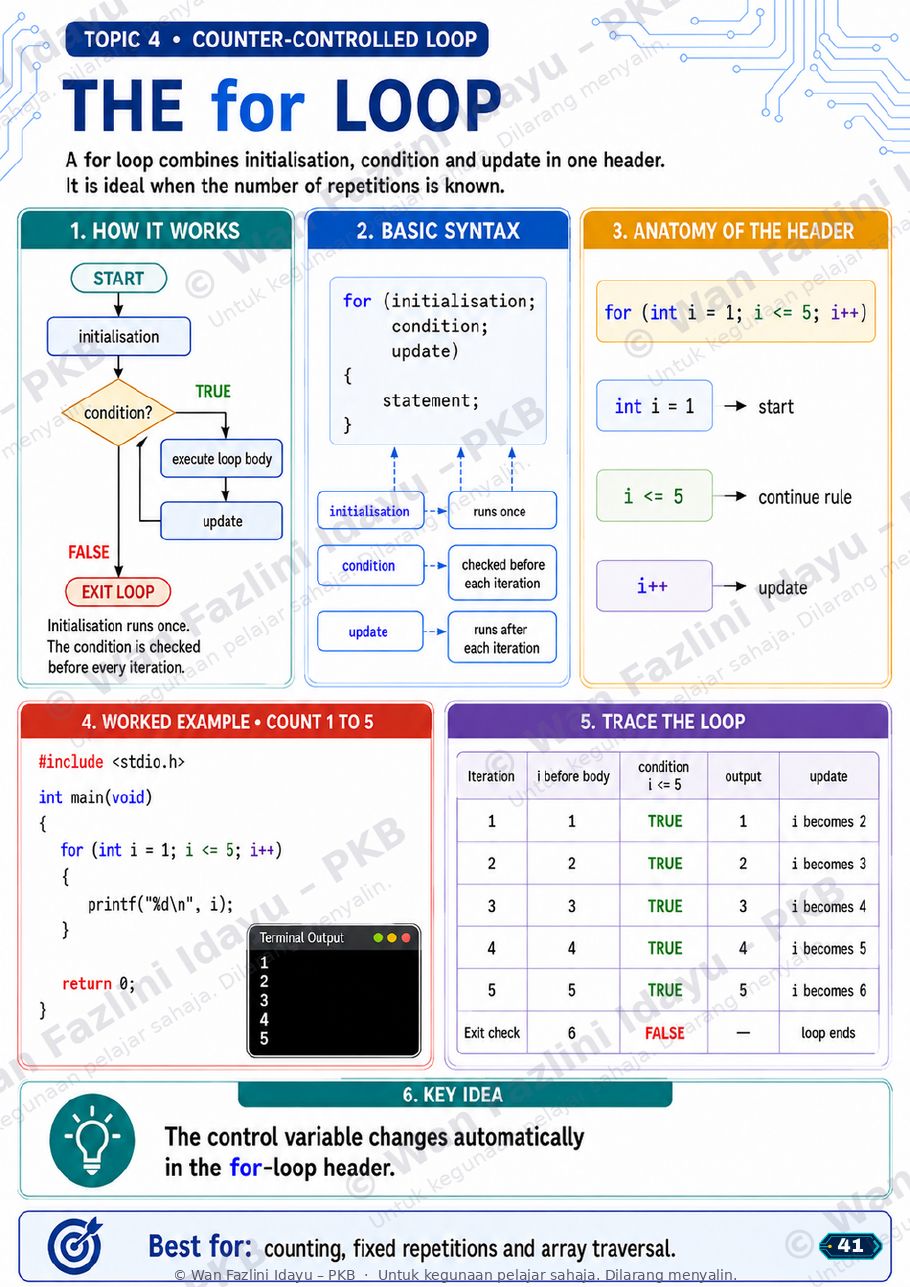 TOPIC 4 • COUNTER-CONTROLLED LOOP
THE for LOOP
A for loop combines initialisation, condition and update in one header.
It is ideal when the number of repetitions is known.
1. HOW IT WORKS
START
initialisation
condition?
TRUE
execute loop body
update
FALSE
EXIT LOOP
Initialisation runs once.
The condition is checked
before every iteration.
2. BASIC SYNTAX
for (initialisation;
condition;
update)
{
statement;
}
initialisation
runs once
condition
checked before
each iteration
update
runs after
each iteration
3. ANATOMY OF THE HEADER
for (int i = 1; i <= 5; i++)
int i = 1
start
i <= 5
continue rule
i++
update
4. WORKED EXAMPLE • COUNT 1 TO 5
#include <stdio.h>
int main(void)
{
for (int i = 1; i <= 5; i++)
{
printf("%d\n", i);
}
return 0;
}
Terminal Output
1
2
3
4
5
5. TRACE THE LOOP
Iteration i before body condition i <= 5 output update
1 1 TRUE 1 i becomes 2
2 2 TRUE 2 i becomes 3
3 3 TRUE 3 i becomes 4
4 4 TRUE 4 i becomes 5
5 5 TRUE 5 i becomes 6
Exit check 6 FALSE — loop ends
6. KEY IDEA
The control variable changes automatically
in the for-loop header.
Best for: counting, fixed repetitions and array traversal.
41
© Wan Fazlini Idayu – PKB · Untuk kegunaan pelajar sahaja. Dilarang menyalin.
© Wan Fazlini Idayu – PKB
Untuk kegunaan pelajar sahaja. Dilarang menyalin.